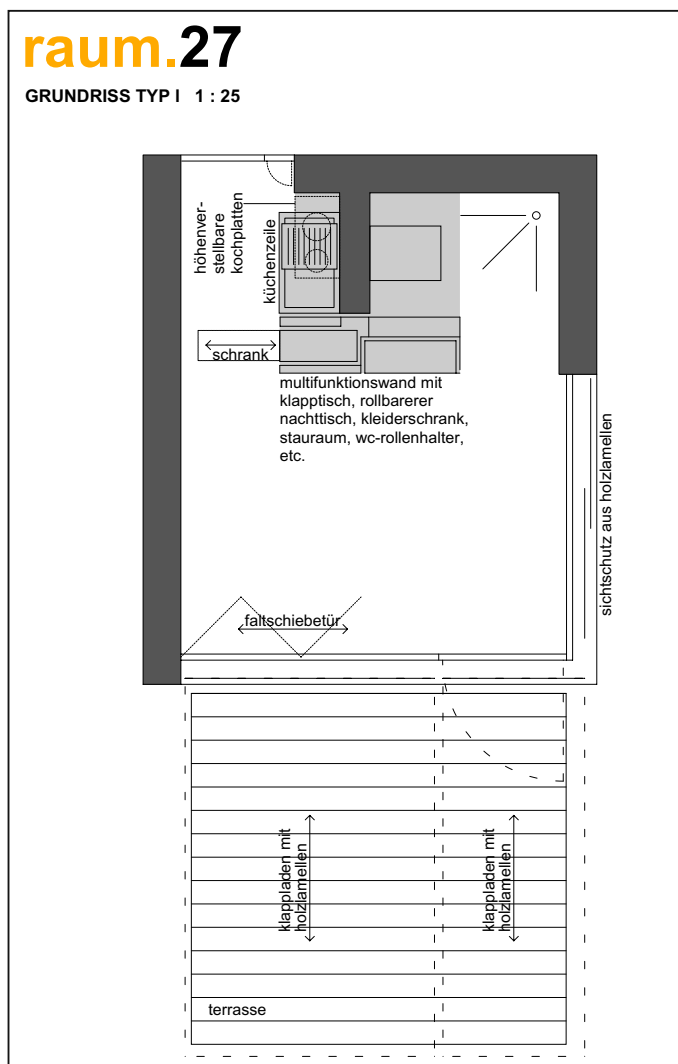 raum.27
GRUNDRISS TYP I 1 : 25
höhenver-
stellbare
kochplatten
küchenzeile
schrank
multifunktionswand mit
klapptisch, rollbarerer
nachttisch, kleiderschrank,
stauraum, wc-rollenhalter,
etc.
sichtschutz aus holzlamellen
faltschiebetür
klappladen mit
holzlamellen
klappladen mit
holzlamellen
terrasse